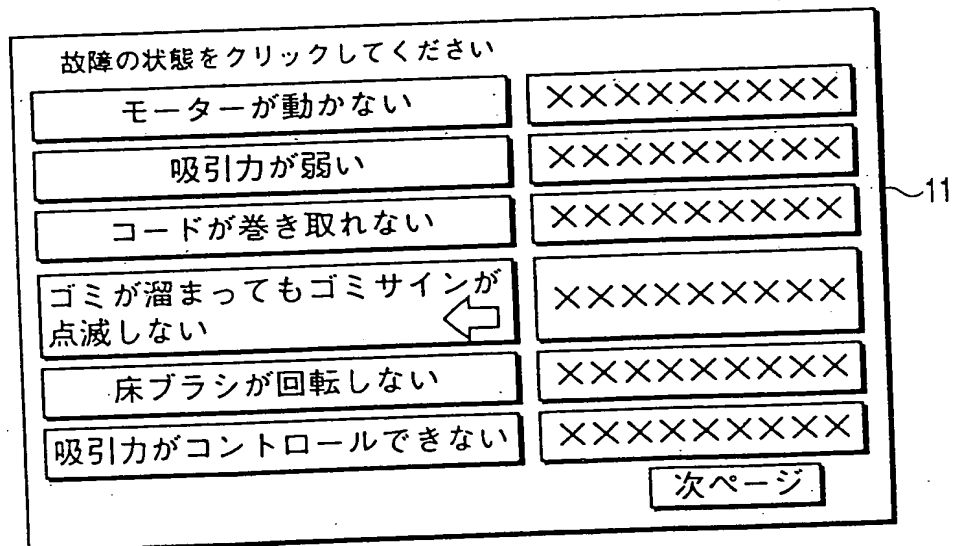 故障の状態をクリックしてください
モーターが動かない
×××××××××
吸引力が弱い
×××××××××
コードが巻き取れない
×××××××××
ゴミが溜まってもゴミサインが
点滅しない
×××××××××
床ブラシが回転しない
×××××××××
吸引力がコントロールできない
×××××××××
次ページ
11